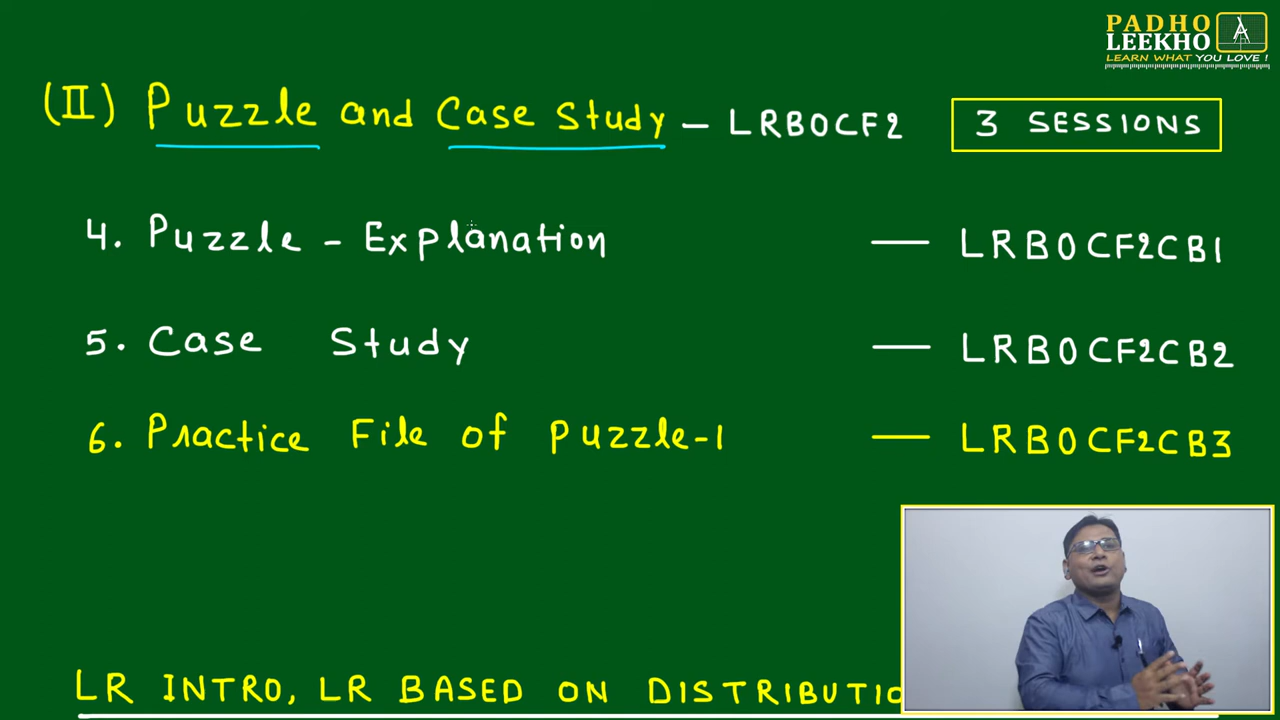 PADHO
LEEKHO
LEARN WHAT YOU LOVE !
(II) Puzzle and Case Study - LRBOCF2 3 SESSIONS
4. Puzzle - Explanation — LRBOCF2CB1
5. Case Study — LRBOCF2CB2
6. Practice File of Puzzle-1 — LRBOCF2CB3
LR INTRO, LR BASED ON DISTRIBUTIO